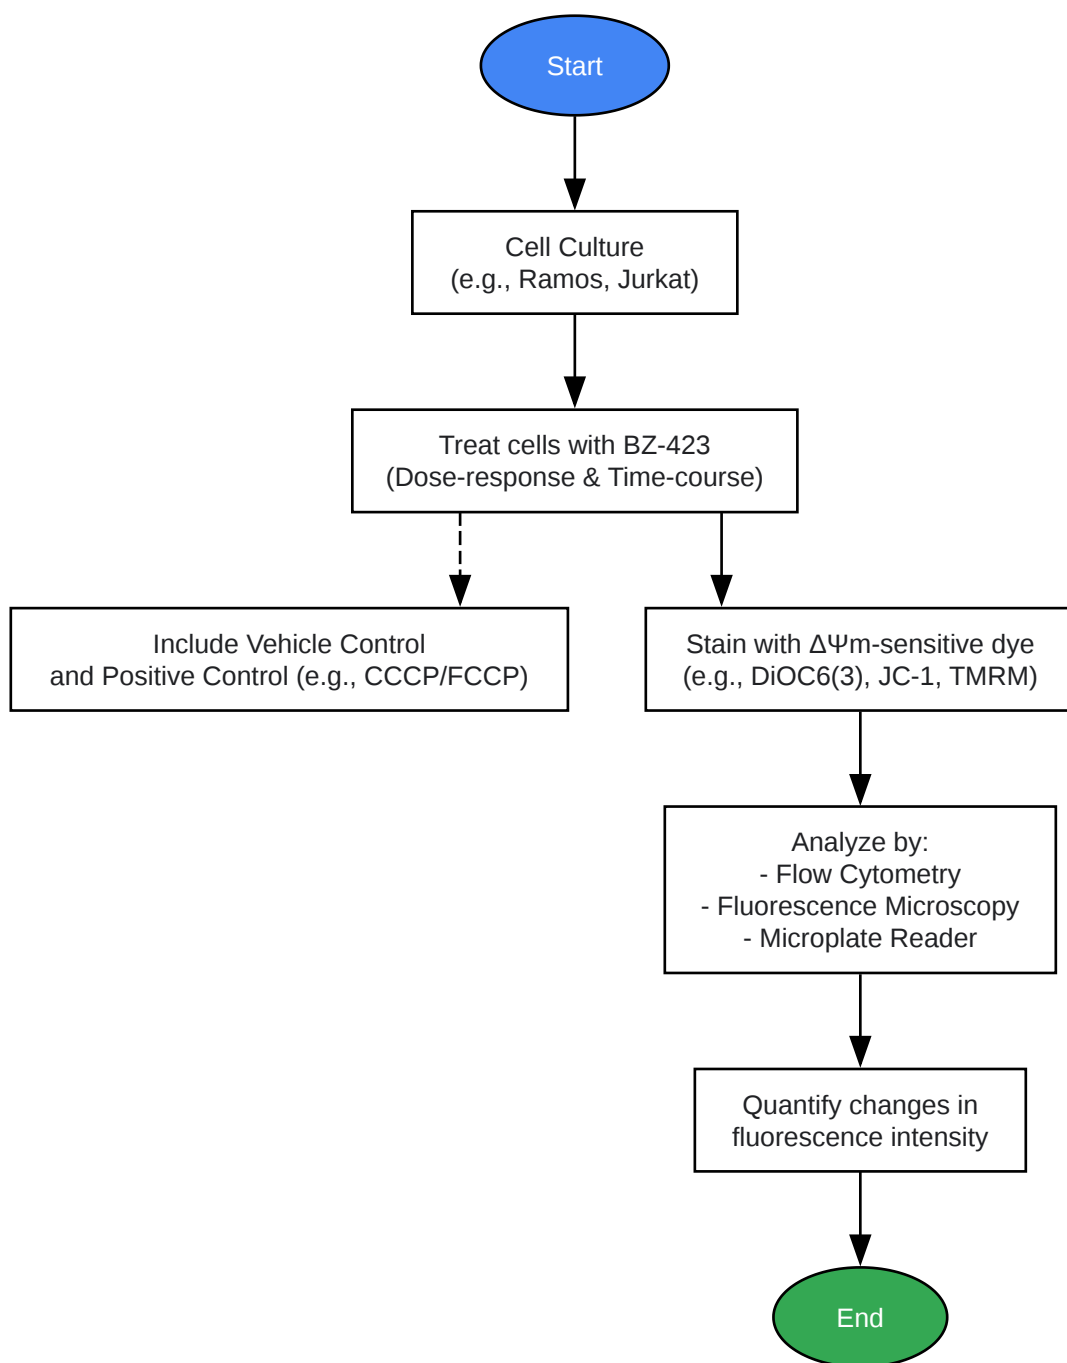 Start
Cell Culture
(e.g., Ramos, Jurkat)
Treat cells with BZ-423
(Dose-response & Time-course)
Include Vehicle Control
and Positive Control (e.g., CCCP/FCCP)
Stain with ΔΨm-sensitive dye
(e.g., DiOC6(3), JC-1, TMRM)
Analyze by:
- Flow Cytometry
- Fluorescence Microscopy
- Microplate Reader
Quantify changes in
fluorescence intensity
End